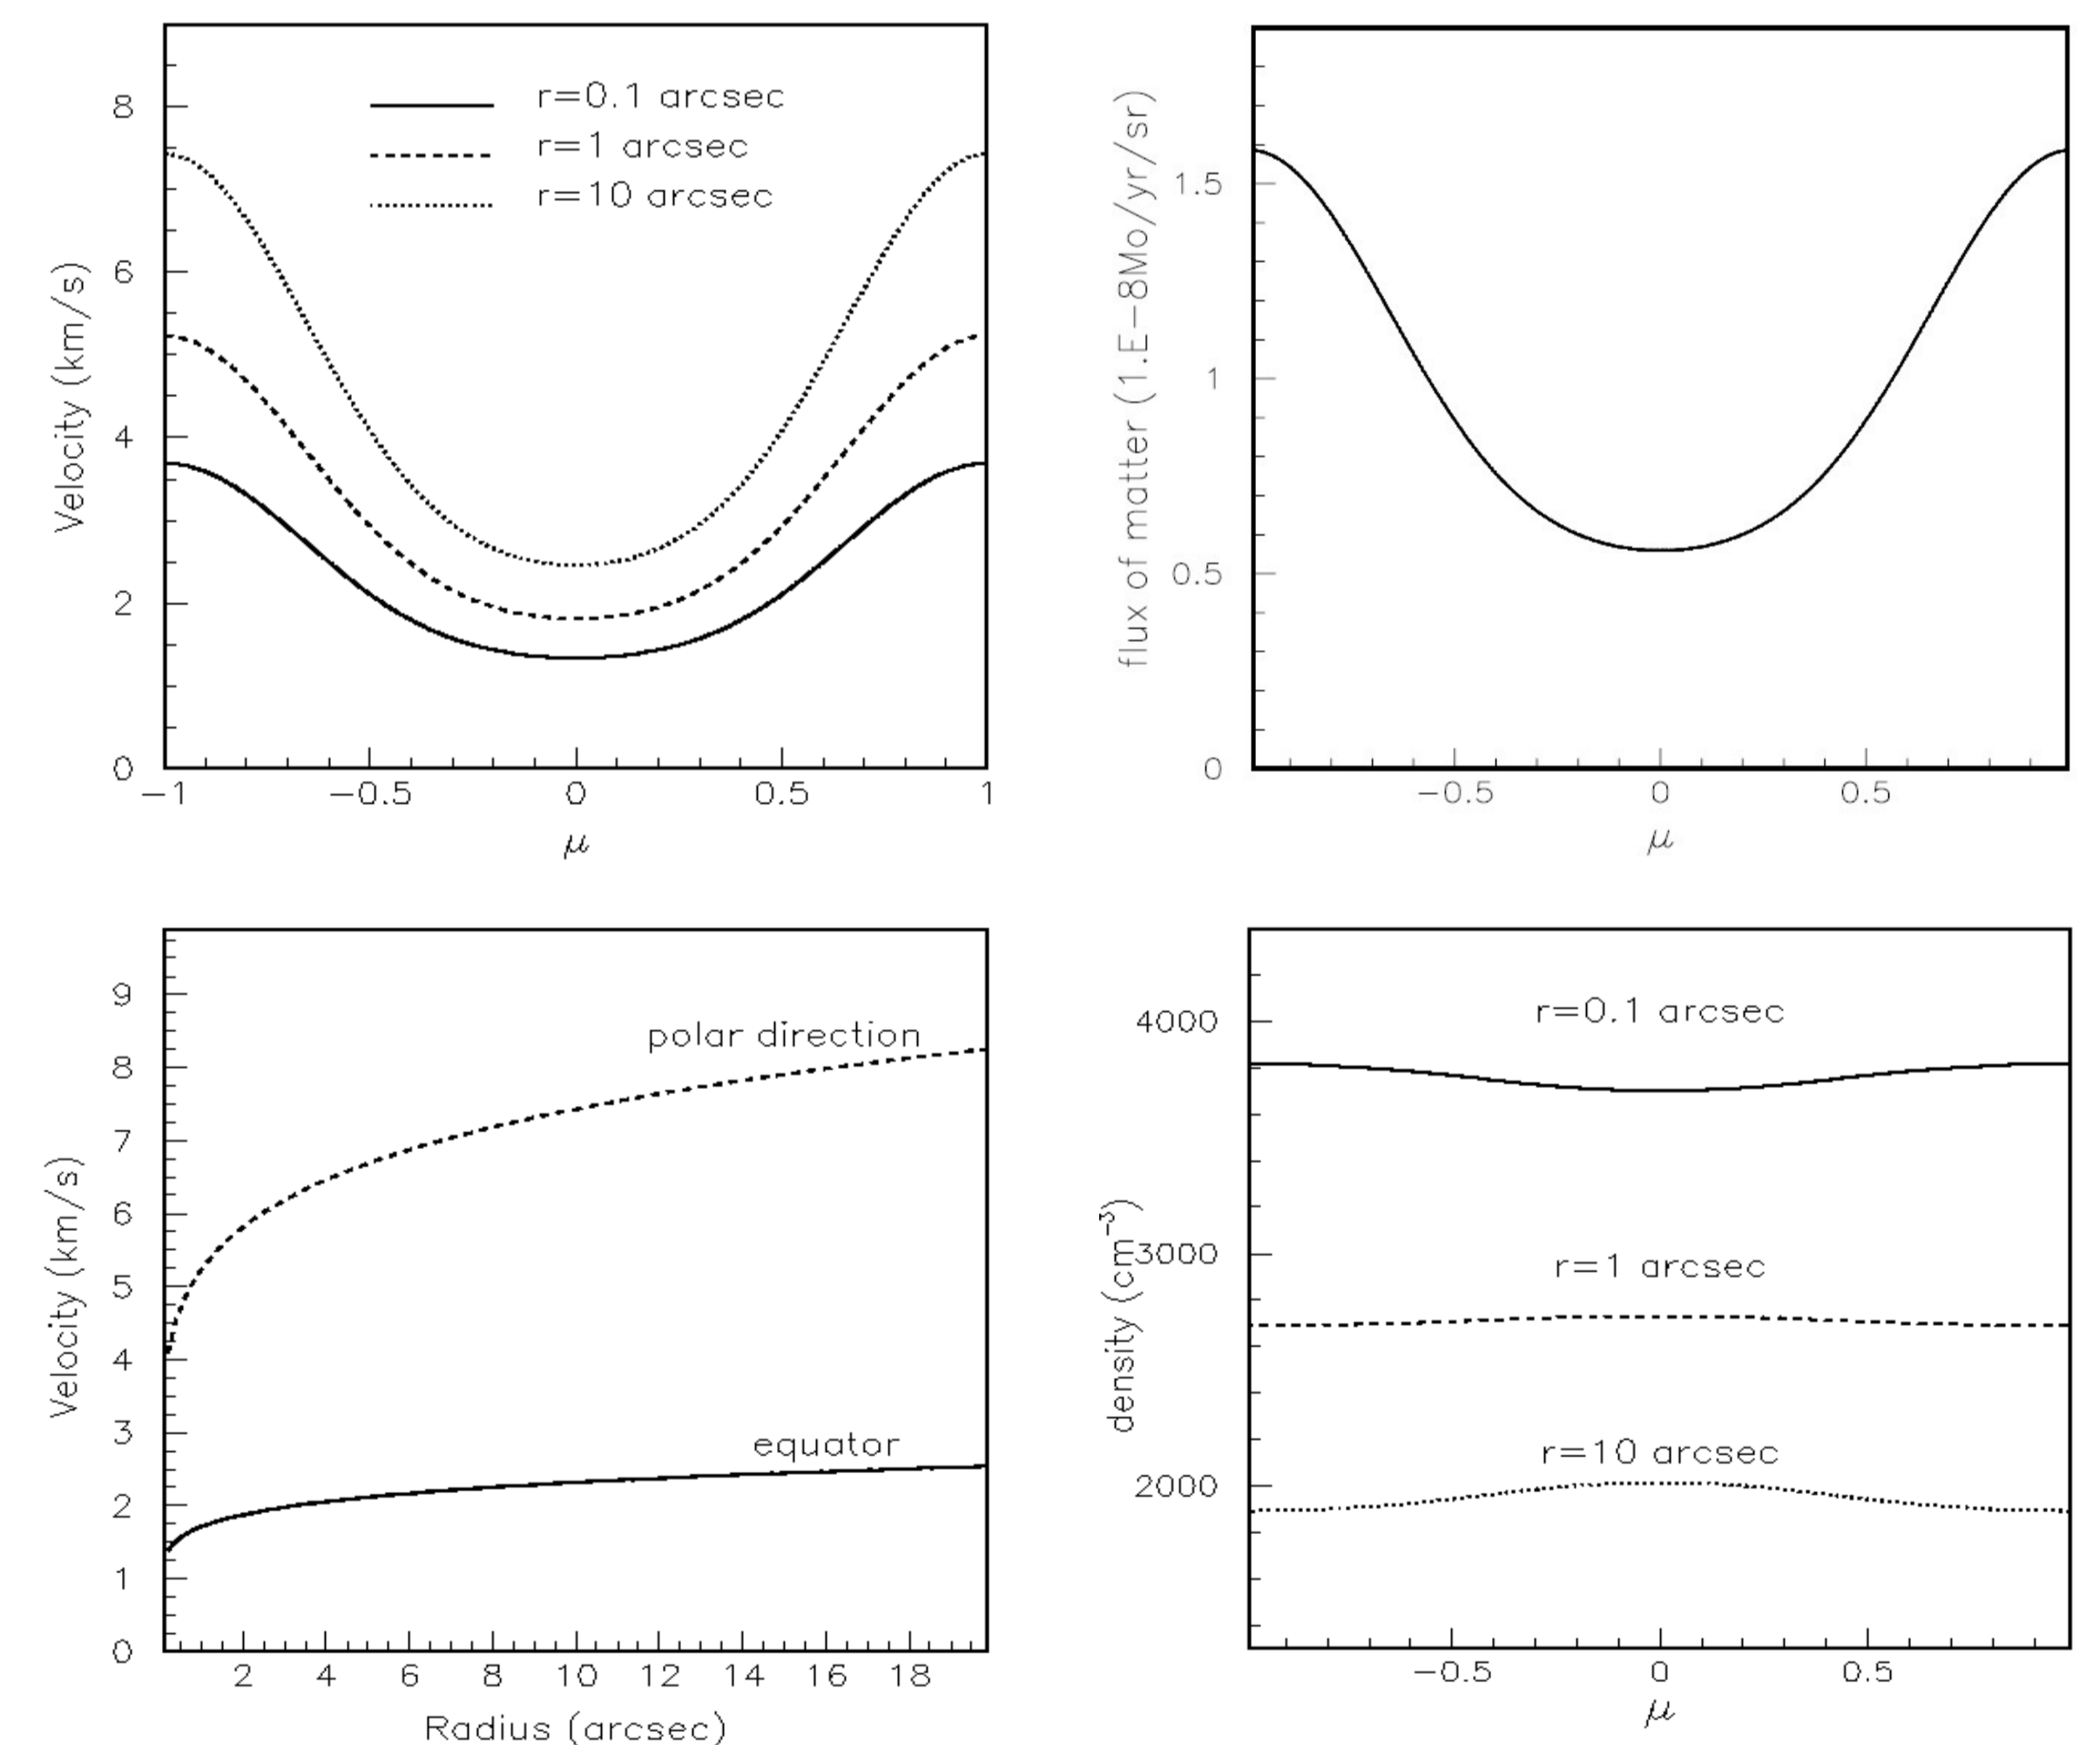 Velocity (km/s)
8
6
4
2
0
r=0.1 arcsec
r=1 arcsec
r=10 arcsec
−1
−0.5
0
0.5
1
μ
flux of matter (1.E−8Mo/yr/sr)
1.5
1
0.5
0
−0.5
0
0.5
μ
Velocity (km/s)
9
8
7
6
5
4
3
2
1
0
polar direction
equator
2
4
6
8
10
12
14
16
18
Radius (arcsec)
density (cm⁻³)
4000
3000
2000
r=0.1 arcsec
r=1 arcsec
r=10 arcsec
−0.5
0
0.5
μ